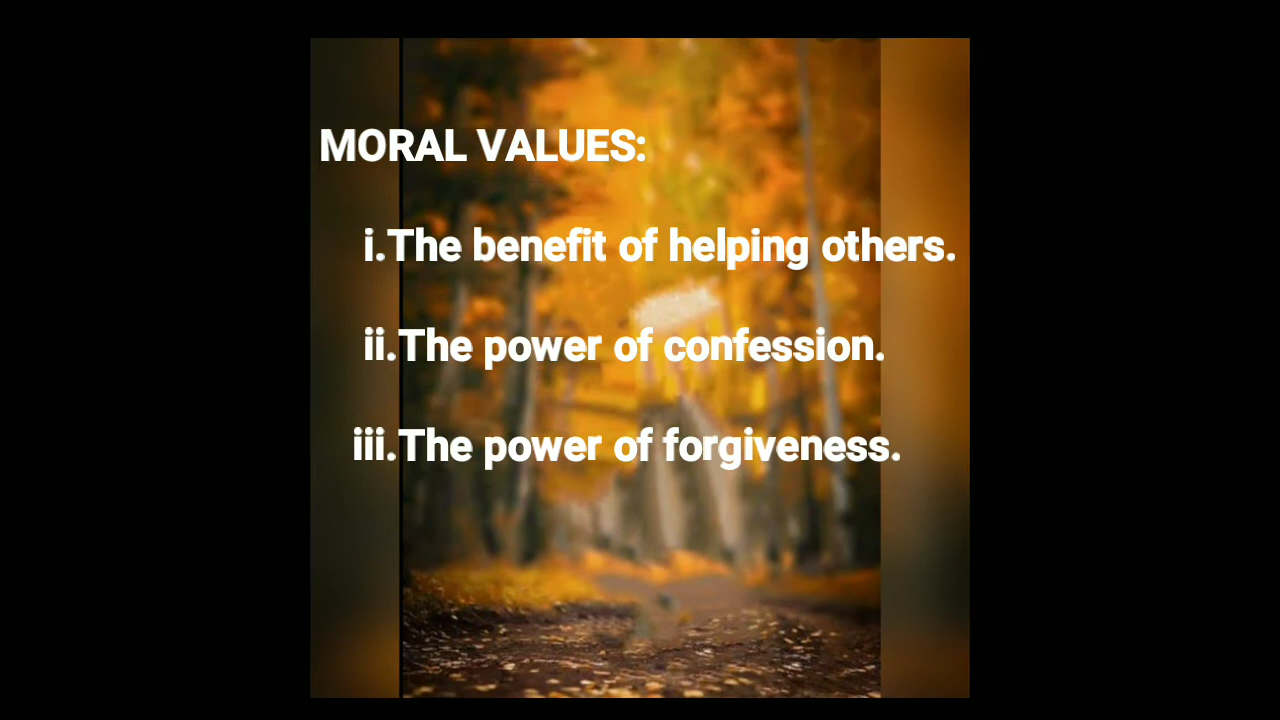 MORAL VALUES:
i.The benefit of helping others.
ii.The power of confession.
iii.The power of forgiveness.